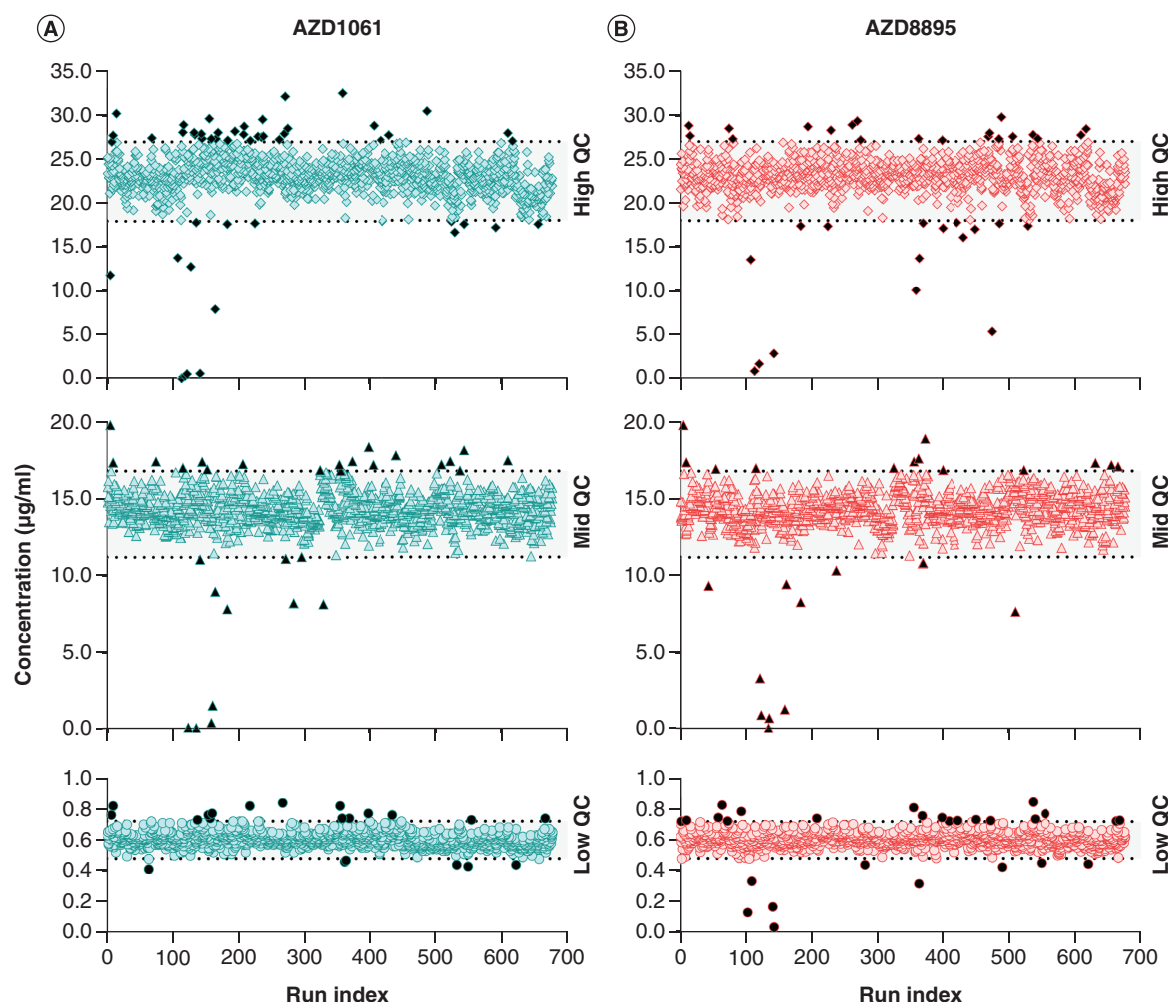 A AZD1061
35.0
30.0
25.0
20.0
15.0
10.0
5.0
0.0
High QC
20.0
15.0
10.0
5.0
0.0
Mid QC
1.0
0.8
0.6
0.4
0.2
0.0
Low QC
0 100 200 300 400 500 600 700
Run index
Concentration (µg/ml)
B AZD8895
35.0
30.0
25.0
20.0
15.0
10.0
5.0
0.0
High QC
20.0
15.0
10.0
5.0
0.0
Mid QC
1.0
0.8
0.6
0.4
0.2
0.0
Low QC
0 100 200 300 400 500 600 700
Run index